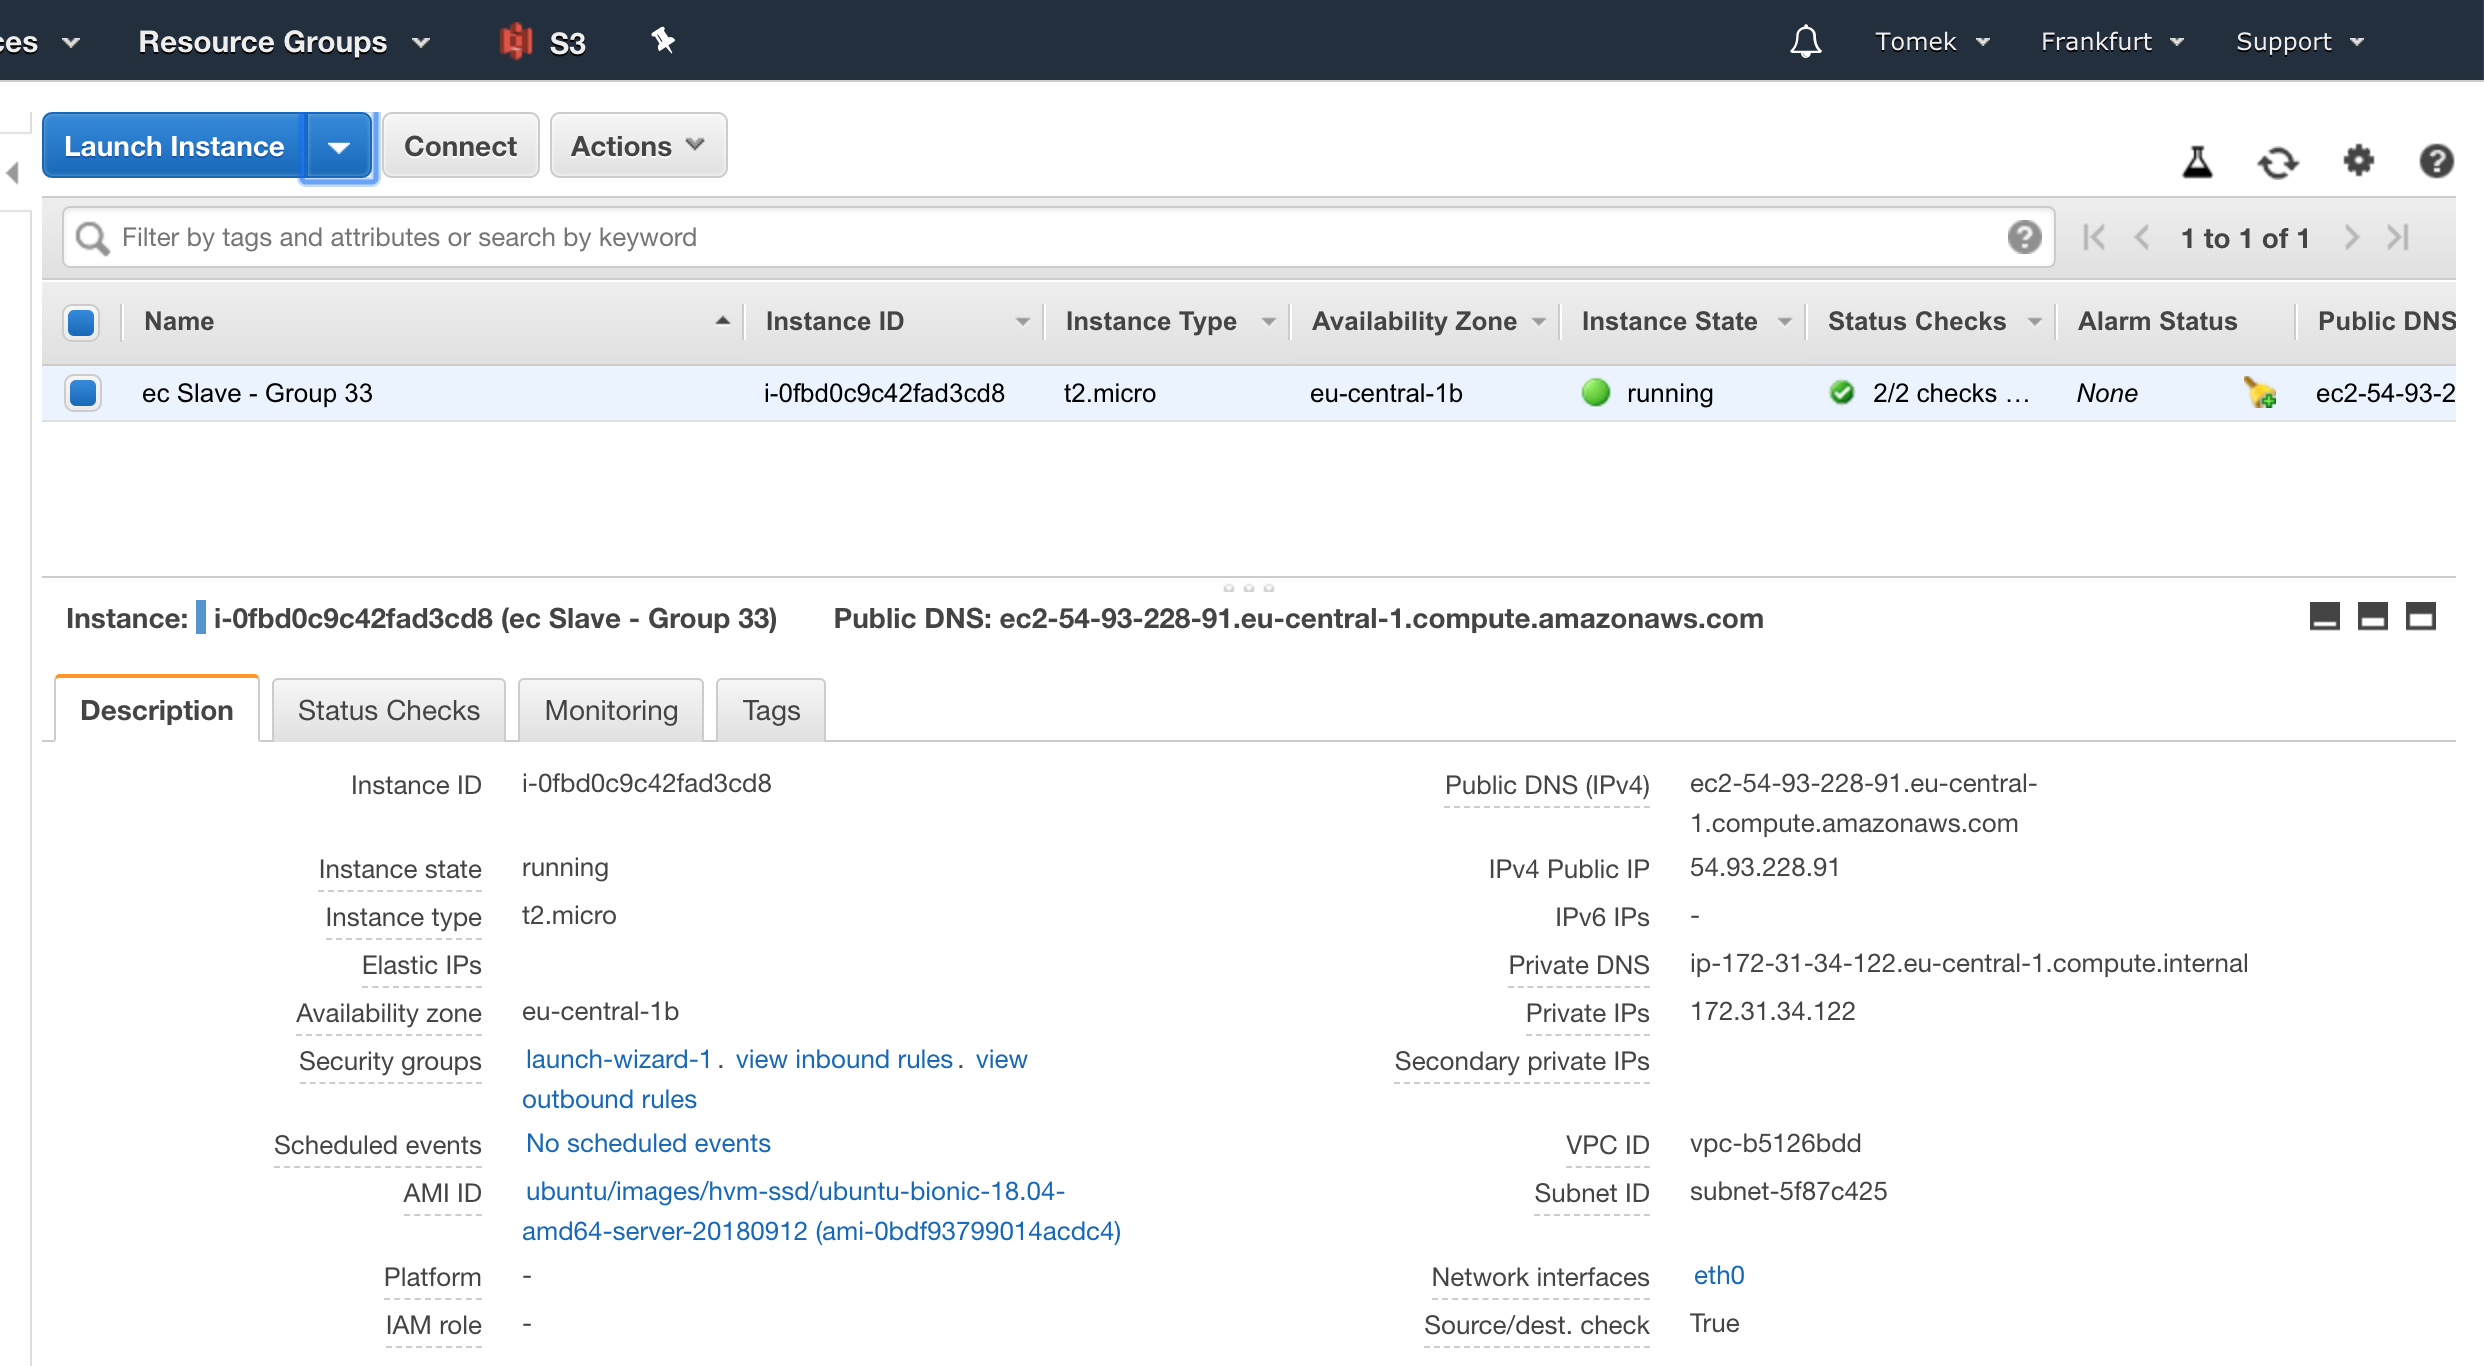 Resource Groups S3 Tomek Frankfurt Support
Launch Instance Connect Actions
Filter by tags and attributes or search by keyword 1 to 1 of 1
Name Instance ID Instance Type Availability Zone Instance State Status Checks Alarm Status Public DNS
ec Slave - Group 33 i-0fbd0c9c42fad3cd8 t2.micro eu-central-1b running 2/2 checks ... None ec2-54-93-2
Instance: i-0fbd0c9c42fad3cd8 (ec Slave - Group 33) Public DNS: ec2-54-93-228-91.eu-central-1.compute.amazonaws.com
Description Status Checks Monitoring Tags
Instance ID i-0fbd0c9c42fad3cd8
Instance state running
Instance type t2.micro
Elastic IPs
Availability zone eu-central-1b
Security groups launch-wizard-1. view inbound rules. view
outbound rules
Scheduled events No scheduled events
AMI ID ubuntu/images/hvm-ssd/ubuntu-bionic-18.04-
amd64-server-20180912 (ami-0bdf93799014acdc4)
Platform -
IAM role -
Public DNS (IPv4) ec2-54-93-228-91.eu-central-
1.compute.amazonaws.com
IPv4 Public IP 54.93.228.91
IPv6 IPs -
Private DNS ip-172-31-34-122.eu-central-1.compute.internal
Private IPs 172.31.34.122
Secondary private IPs
VPC ID vpc-b5126bdd
Subnet ID subnet-5f87c425
Network interfaces eth0
Source/dest. check True